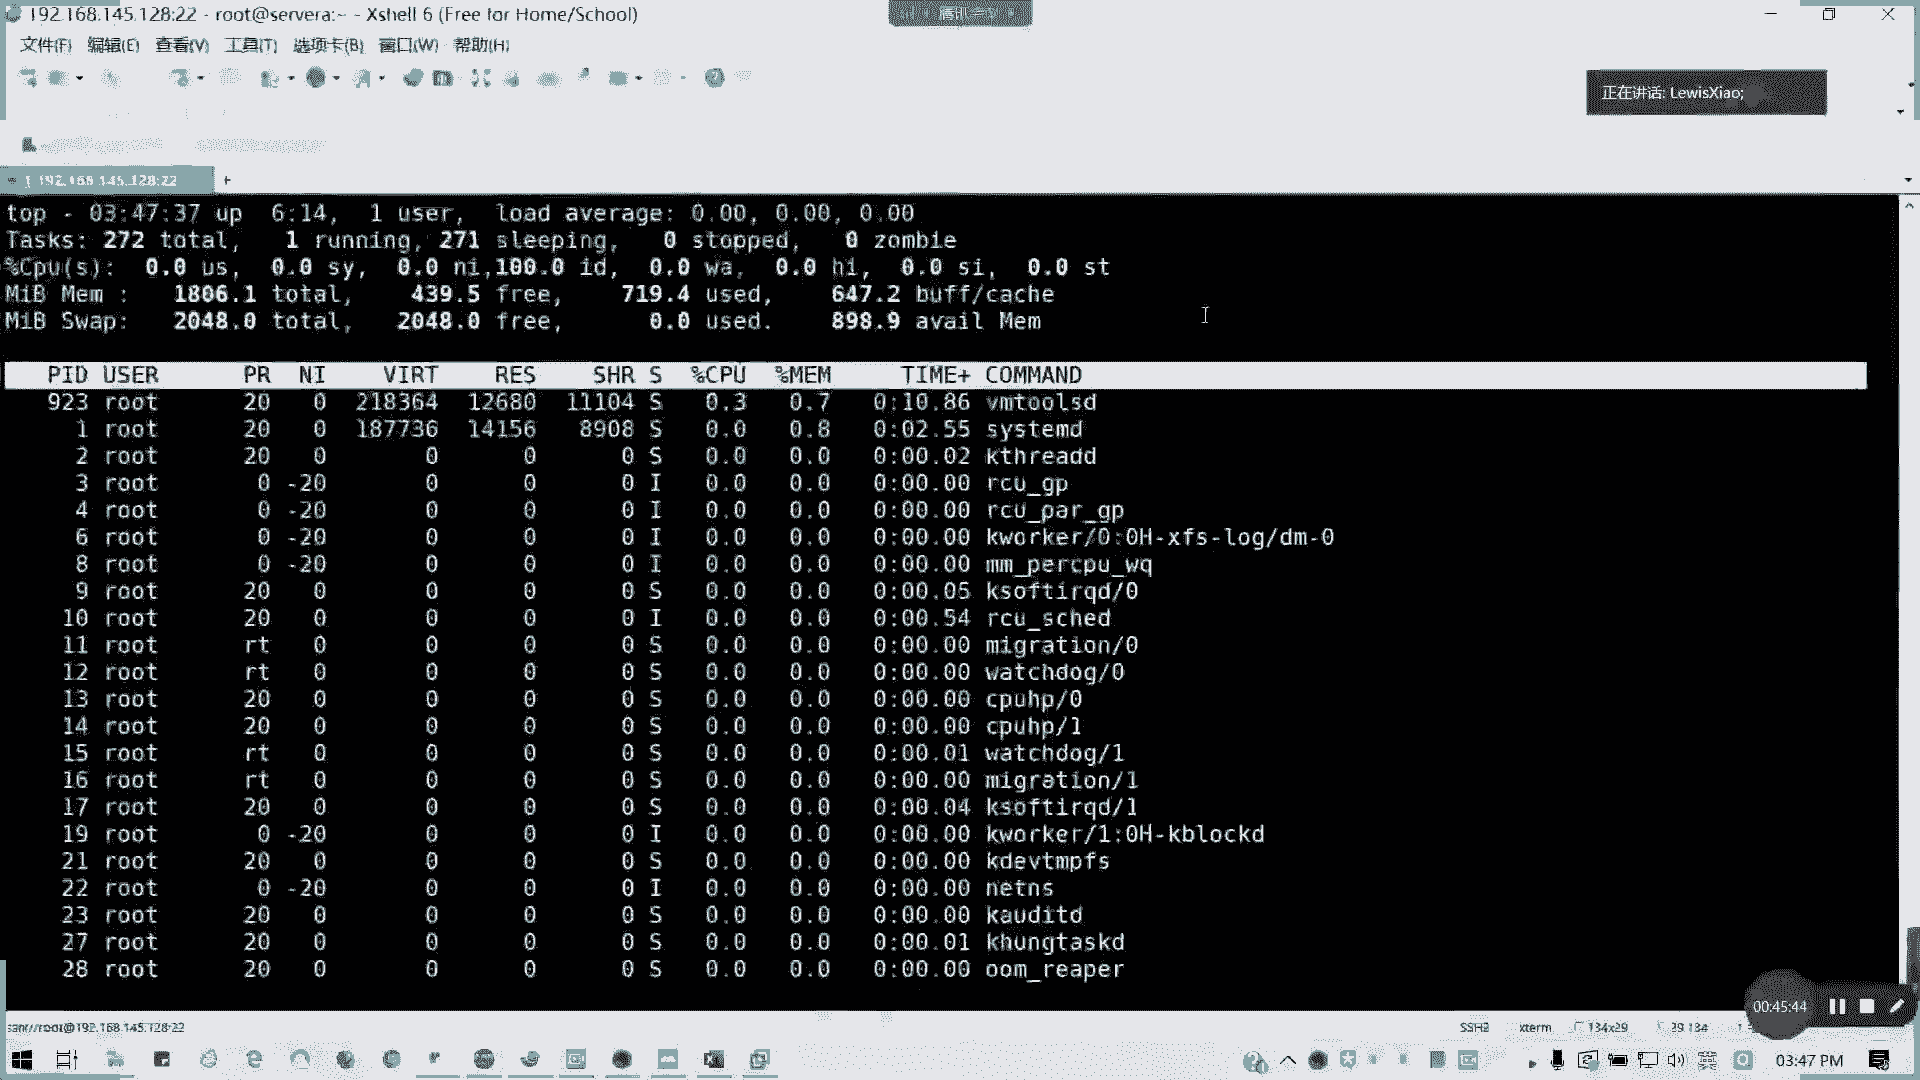 192.168.145.128:22 - root@servera:~ - Xshell 6 (Free for Home/School)
文件(F) 编辑(E) 查看(V) 工具(T) 选项卡(B) 窗口(W) 帮助(H)
正在讲话: LewisXiao;
1 192.168.145.128:22 +
top - 03:47:37 up 6:14, 1 user, load average: 0.00, 0.00, 0.00
Tasks: 272 total, 1 running, 271 sleeping, 0 stopped, 0 zombie
%Cpu(s): 0.0 us, 0.0 sy, 0.0 ni,100.0 id, 0.0 wa, 0.0 hi, 0.0 si, 0.0 st
MiB Mem : 1806.1 total, 439.5 free, 719.4 used, 647.2 buff/cache
MiB Swap: 2048.0 total, 2048.0 free, 0.0 used. 898.9 avail Mem
PID USER PR NI VIRT RES SHR S %CPU %MEM TIME+ COMMAND
923 root 20 0 218364 12680 11104 S 0.3 0.7 0:10.86 vmtoolsd
1 root 20 0 187736 14156 8908 S 0.0 0.8 0:02.55 systemd
2 root 20 0 0 0 0 S 0.0 0.0 0:00.02 kthreadd
3 root 0 -20 0 0 0 I 0.0 0.0 0:00.00 rcu_gp
4 root 0 -20 0 0 0 I 0.0 0.0 0:00.00 rcu_par_gp
6 root 0 -20 0 0 0 I 0.0 0.0 0:00.00 kworker/0:0H-xfs-log/dm-0
8 root 0 -20 0 0 0 I 0.0 0.0 0:00.00 mm_percpu_wq
9 root 20 0 0 0 0 S 0.0 0.0 0:00.05 ksoftirqd/0
10 root 20 0 0 0 0 I 0.0 0.0 0:00.54 rcu_sched
11 root rt 0 0 0 0 S 0.0 0.0 0:00.00 migration/0
12 root rt 0 0 0 0 S 0.0 0.0 0:00.00 watchdog/0
13 root 20 0 0 0 0 S 0.0 0.0 0:00.00 cpuhp/0
14 root 20 0 0 0 0 S 0.0 0.0 0:00.00 cpuhp/1
15 root rt 0 0 0 0 S 0.0 0.0 0:00.01 watchdog/1
16 root rt 0 0 0 0 S 0.0 0.0 0:00.00 migration/1
17 root 20 0 0 0 0 S 0.0 0.0 0:00.04 ksoftirqd/1
19 root 0 -20 0 0 0 I 0.0 0.0 0:00.00 kworker/1:0H-kblockd
21 root 20 0 0 0 0 S 0.0 0.0 0:00.00 kdevtmpfs
22 root 0 -20 0 0 0 I 0.0 0.0 0:00.00 netns
23 root 20 0 0 0 0 S 0.0 0.0 0:00.00 kauditd
27 root 20 0 0 0 0 S 0.0 0.0 0:00.01 khungtaskd
28 root 20 0 0 0 0 S 0.0 0.0 0:00.00 oom_reaper
00:45:44
root@192.168.145.128:22 SSH2 xterm 134x29
03:47 PM